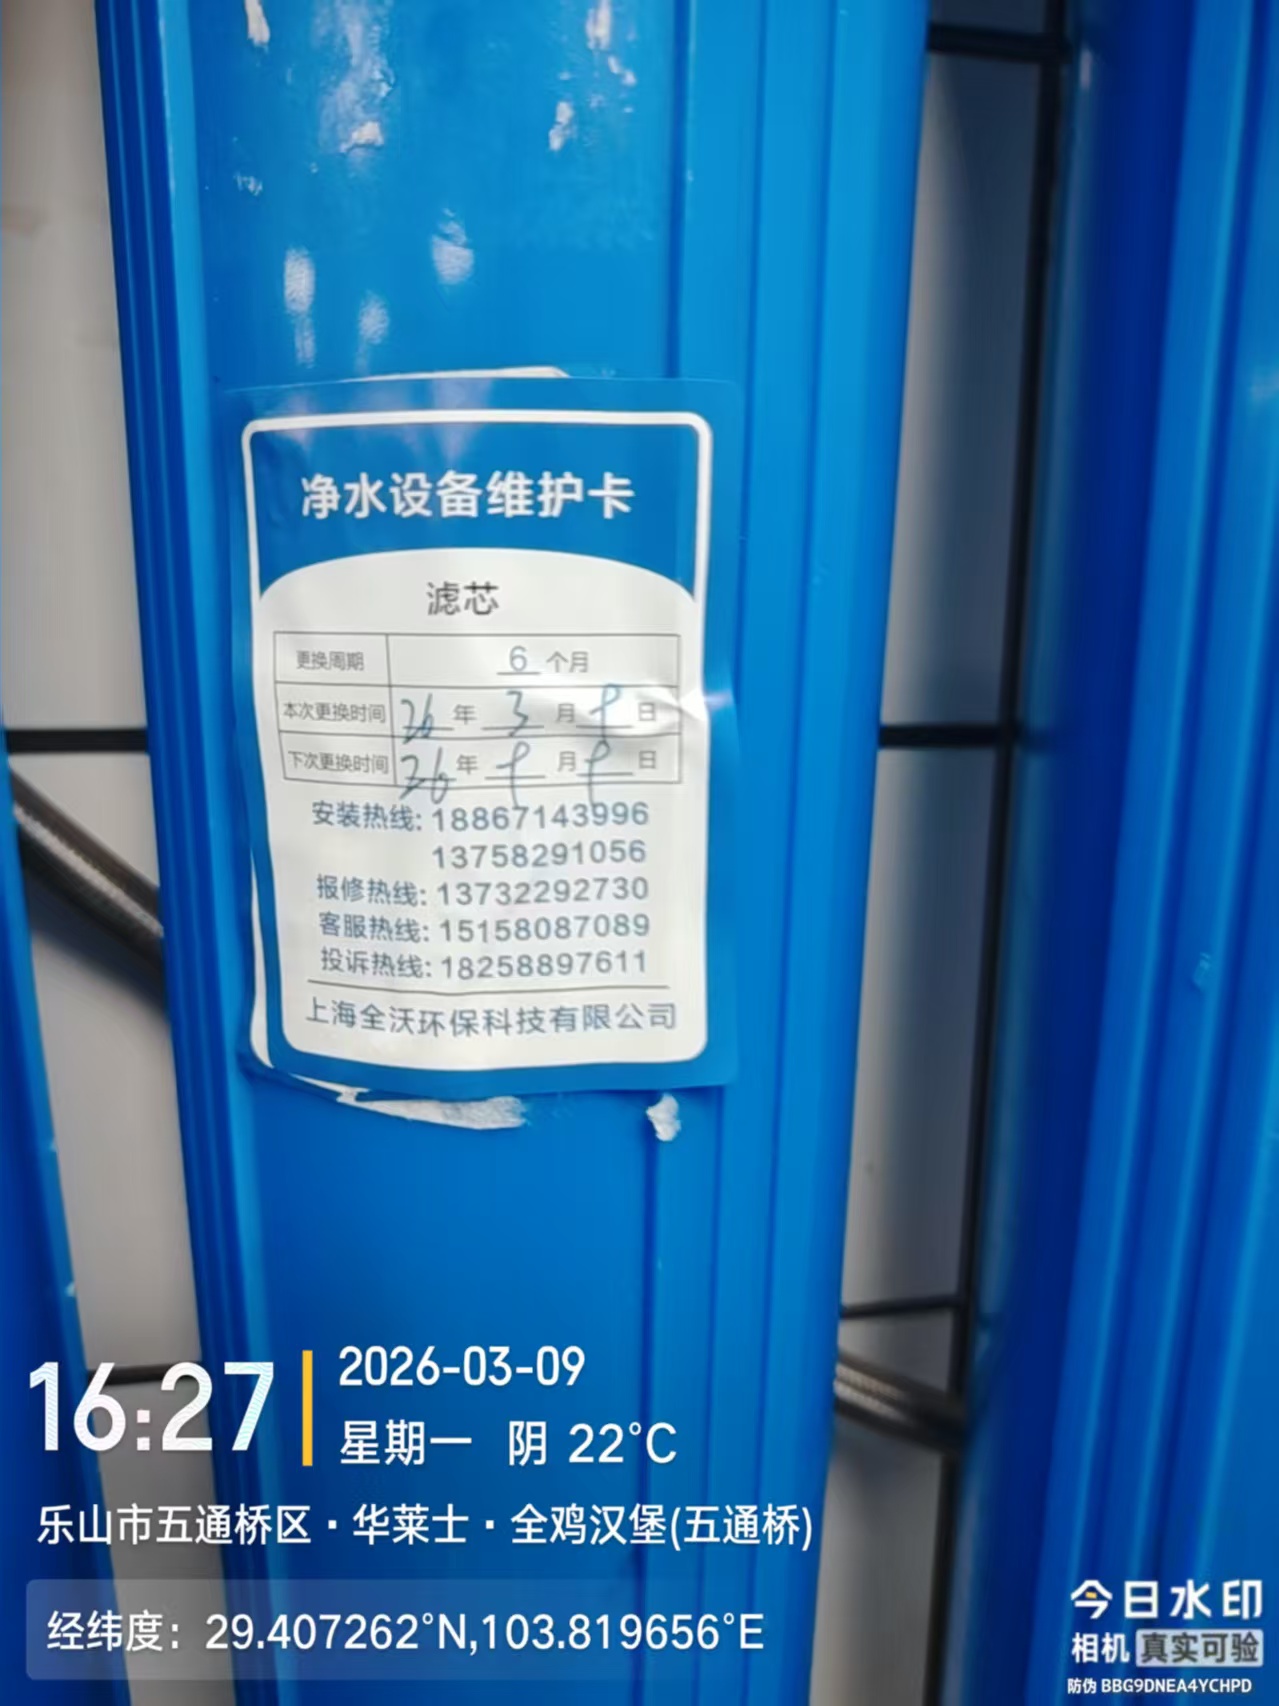 净水设备维护卡
滤芯
更换周期 6 个月
本次更换时间 26 年 3 月 9 日
下次更换时间 26 年 9 月 9 日
安装热线: 18867143996
13758291056
报修热线: 13732292730
客服热线: 15158087089
投诉热线: 18258897611
上海全沃环保科技有限公司
16:27
2026-03-09
星期一 阴 22°C
乐山市五通桥区·华莱士·全鸡汉堡(五通桥)
经纬度: 29.407262°N,103.819656°E
今日水印
相机 真实可验
防伪 BBG9DNEA4YCHPD